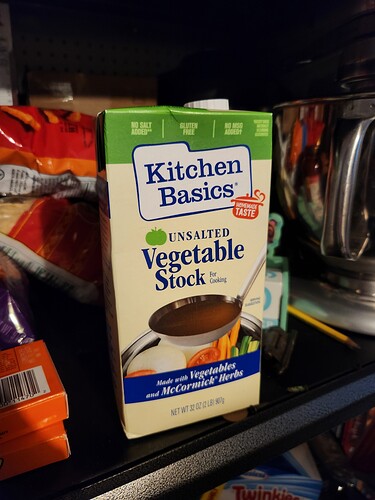 NO SALT
ADDED**
GLUTEN
FREE
NO MSG
ADDED†
Kitchen
Basics®
HOMEMADE
TASTE
UNSALTED
Vegetable
Stock For
Cooking
Made with Vegetables
and McCormick® Herbs
NET WT 32 OZ (2 LB) 907g
Twinkies